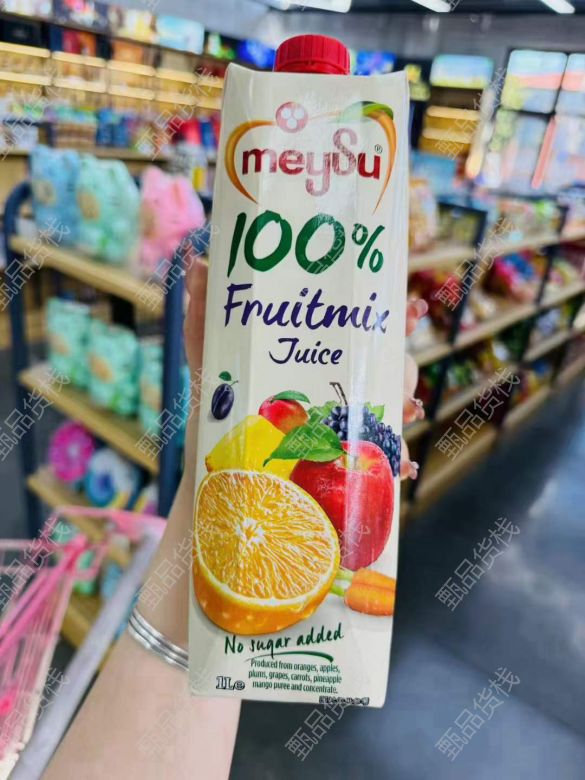 meysu®
100%
Fruitmix
Juice
No sugar added
Produced from oranges, apples,
plums, grapes, carrots, pineapple
mango puree and concentrate.
1Le
甄品货栈